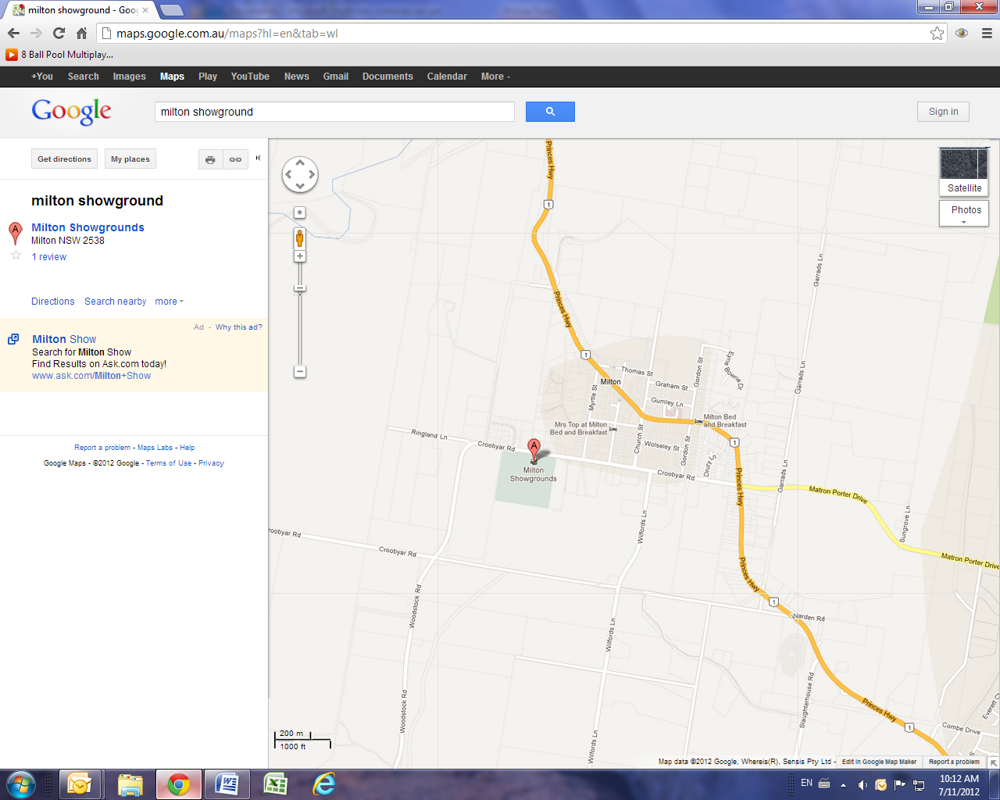 milton showground - Goo
maps.google.com.au/maps?hl=en&tab=wl
8 Ball Pool Multiplay...
+You Search Images Maps Play YouTube News Gmail Documents Calendar More
Google
milton showground
Sign in
Get directions
My places
milton showground
A
Milton Showgrounds
Milton NSW 2538
1 review
Directions Search nearby more
Ad - Why this ad?
Milton Show
Search for Milton Show
Find Results on Ask.com today!
www.ask.com/Milton+Show
Report a problem - Maps Labs - Help
Google Maps - ©2012 Google - Terms of Use - Privacy
Satellite
Photos
Princes Hwy
1
Garrads Ln
Princes Hwy
1
Thomas St
Gordon St
Eyrie Bowrie Dr
Milton
Graham St
Myrtle St
Gumley Ln
Garrads Ln
Milton Bed
and Breakfast
Mrs Top at Milton
Bed and Breakfast
Church St
Ringland Ln
Croobyar Rd
Wolseley St
Gordon St
Drury St
1
A
Milton
Showgrounds
Croobyar Rd
Garrads Ln
Princes Hwy
Matron Porter Drive
Sungrove Ln
Wilfords Ln
Croobyar Rd
Croobyar Rd
Matron Porter Drive
Princes Hwy
Woodstock Rd
1
Warden Rd
Wilfords Ln
Slaughterhouse Rd
Woodstock Rd
Princes Hwy
Everett C
1
Combe Drive
Wilfords Ln
200 m
1000 ft
Map data ©2012 Google, Whereis(R), Sensis Pty Ltd -
Edit in Google Map Maker
Report a problem
EN
10:12 AM
7/11/2012